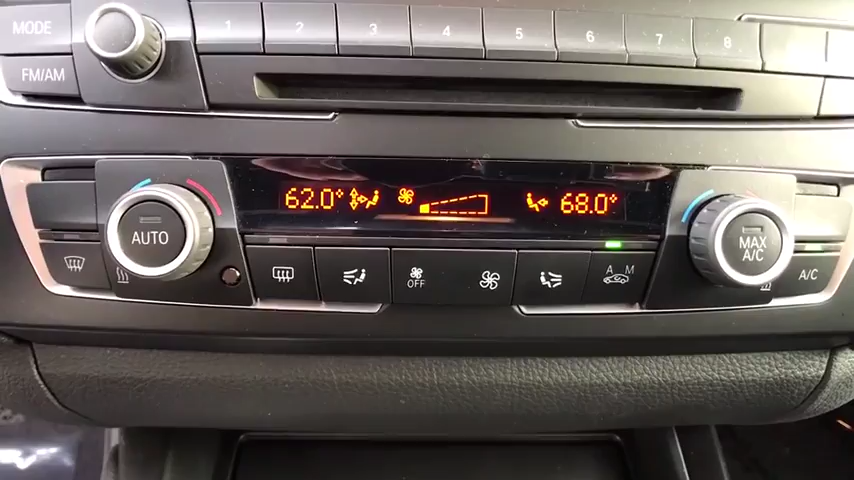 MODE
1 2 3 4 5 6 7 8
FM/AM
62.0° 68.0°
AUTO
MAX
A/C
A M
OFF
A/C